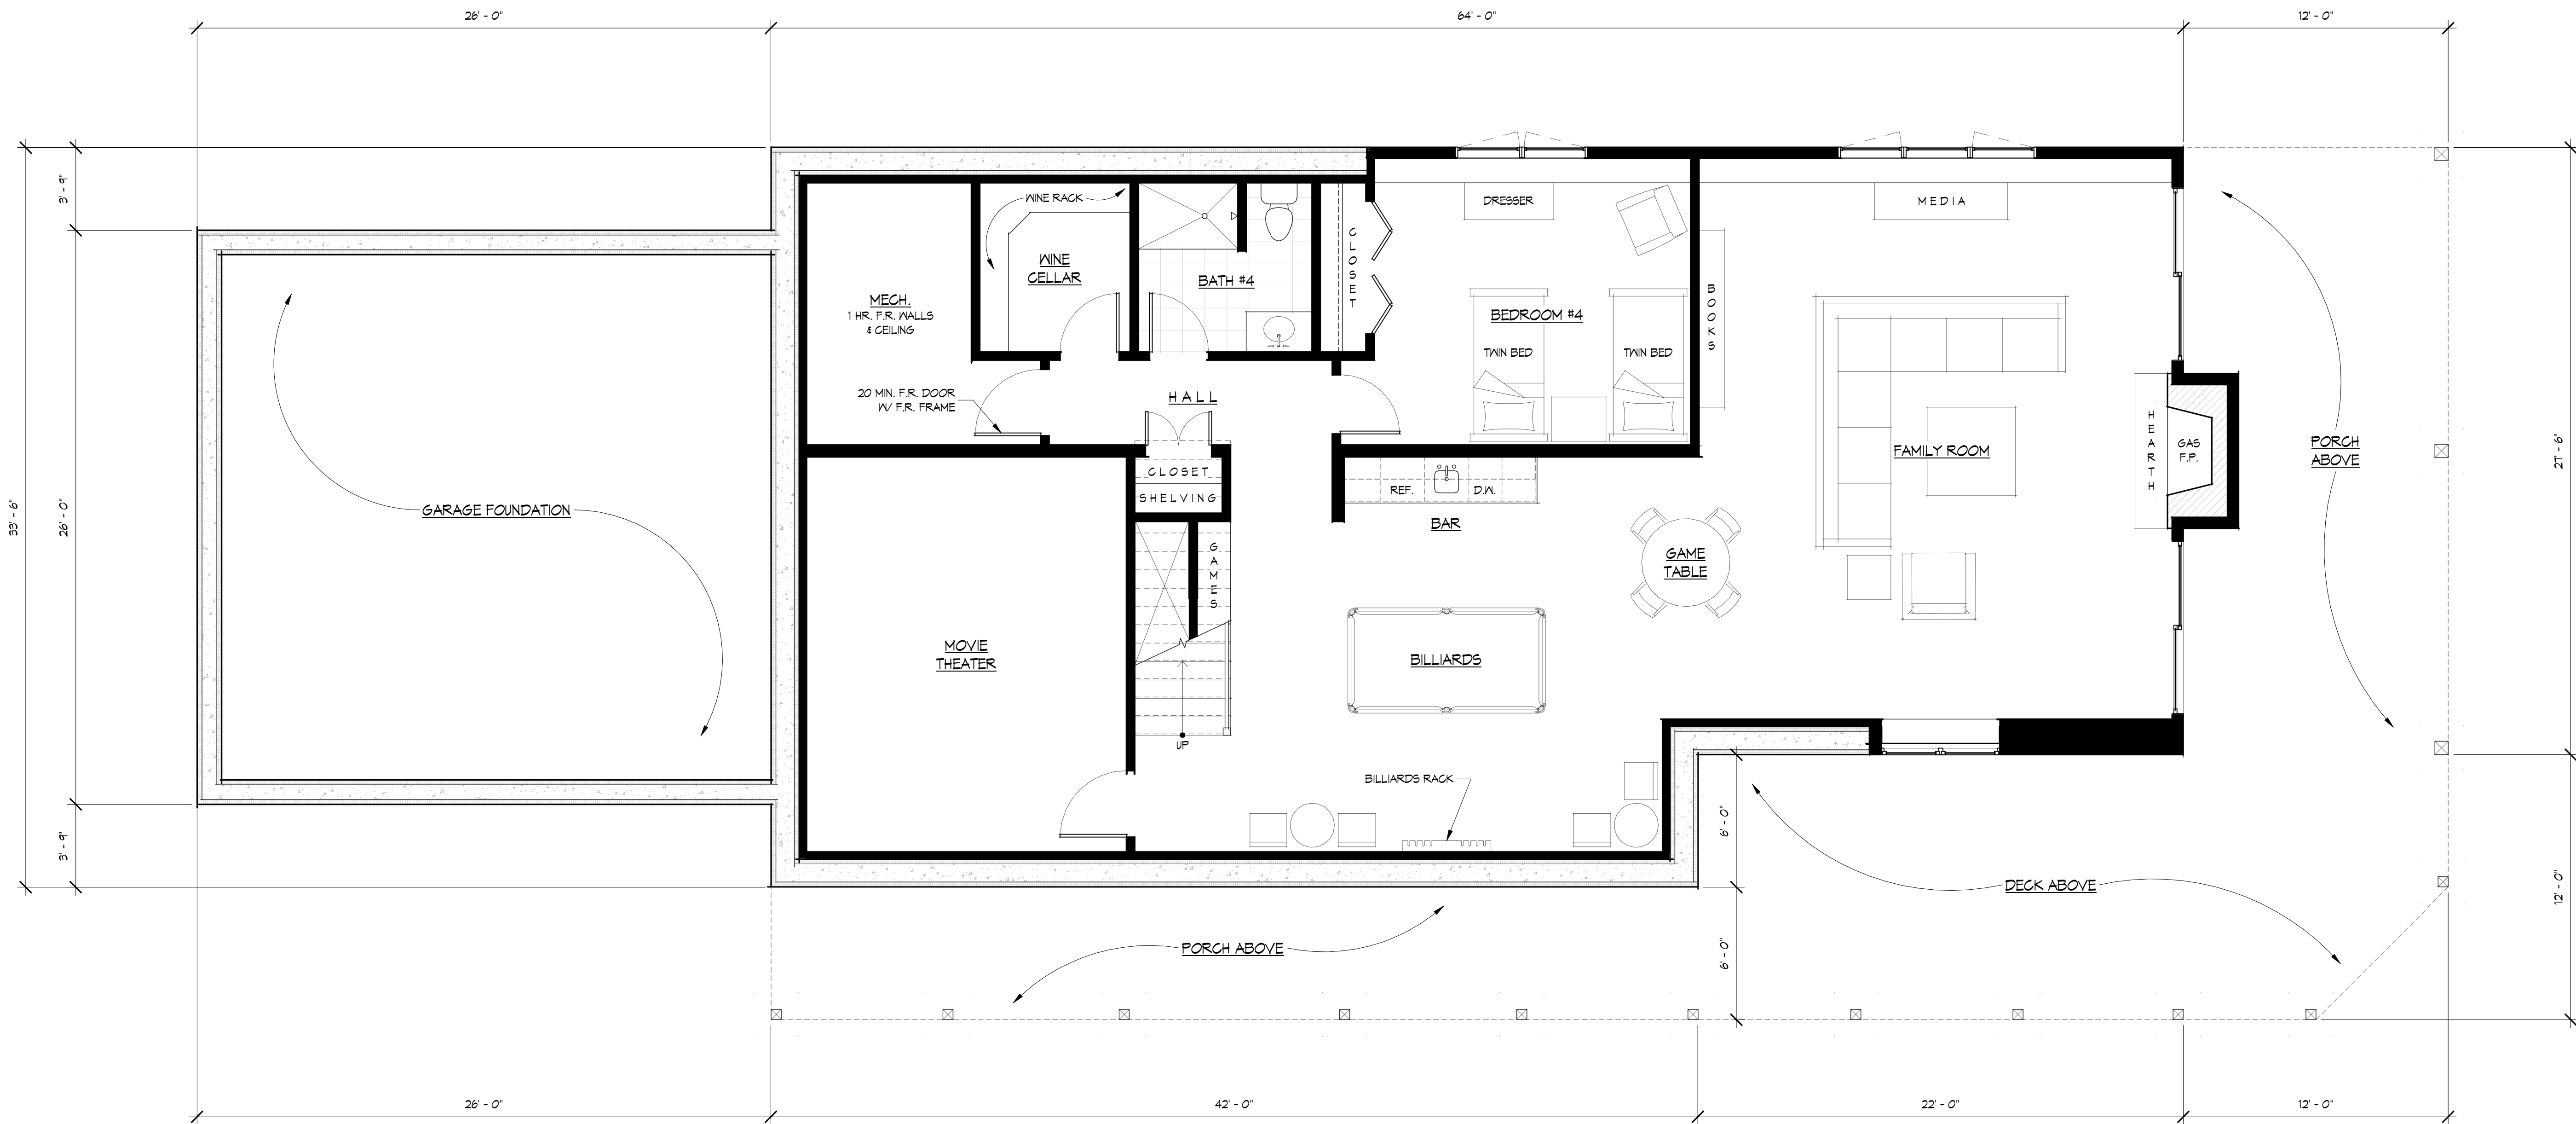 26' - 0"
64' - 0"
12' - 0"
3' - 9"
33' - 6"
26' - 0"
3' - 9"
27' - 6"
12' - 0"
WINE RACK
WINE
CELLAR
BATH #4
MECH.
1 HR. F.R. WALLS
& CEILING
20 MIN. F.R. DOOR
W/ F.R. FRAME
HALL
CLOSET
DRESSER
BEDROOM #4
TWIN BED
TWIN BED
BOOKS
MEDIA
FAMILY ROOM
HEARTH
GAS
F.P.
PORCH
ABOVE
GARAGE FOUNDATION
CLOSET
SHELVING
REF.
D.W.
BAR
GAMES
GAME
TABLE
MOVIE
THEATER
BILLIARDS
UP
BILLIARDS RACK
6' - 0"
6' - 0"
DECK ABOVE
PORCH ABOVE
26' - 0"
42' - 0"
22' - 0"
12' - 0"